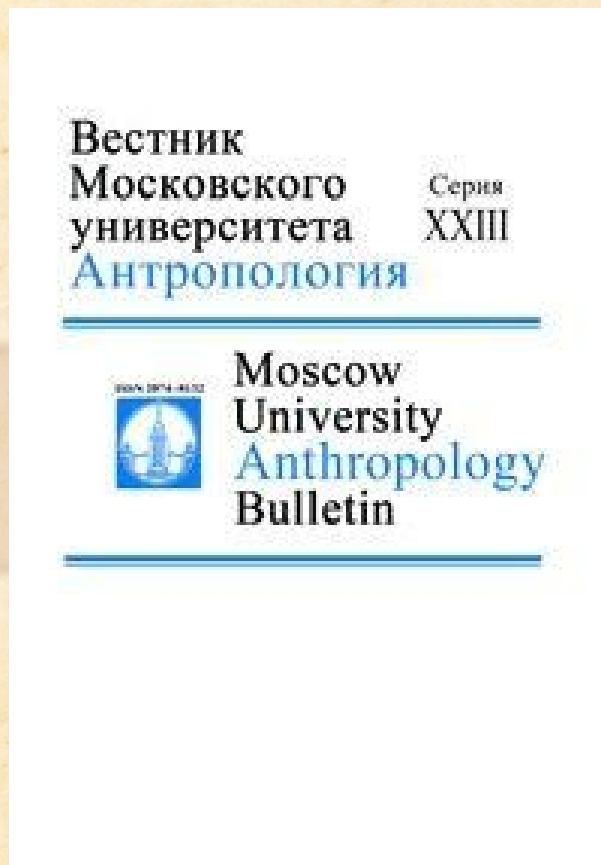 Вестник
Московского
университета
Серия
XXIII
Антропология
Moscow
University
Anthropology
Bulletin